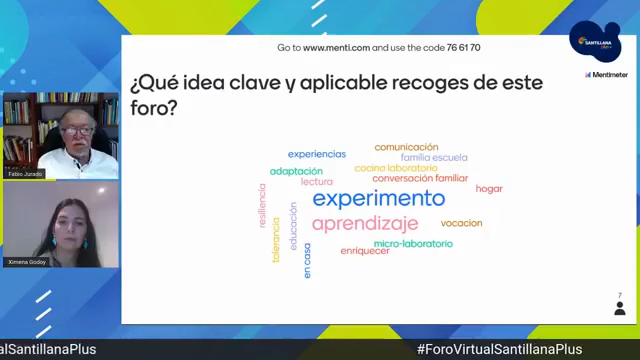 Go to www.menti.com and use the code 76 61 70
SANTILLANA
Mentimeter
¿Qué idea clave y aplicable recoges de este
foro?
Fabio Jurado
Ximena Godoy
comunicación
experiencias
familia escuela
cocina laboratorio
adaptación
conversación familiar
lectura
hogar
resiliencia
experimento
tolerancia
educación
aprendizaje
vocacion
micro-laboratorio
enriquecer
en casa
7
alSantillanaPlus
#ForoVirtualSantillanaPlus